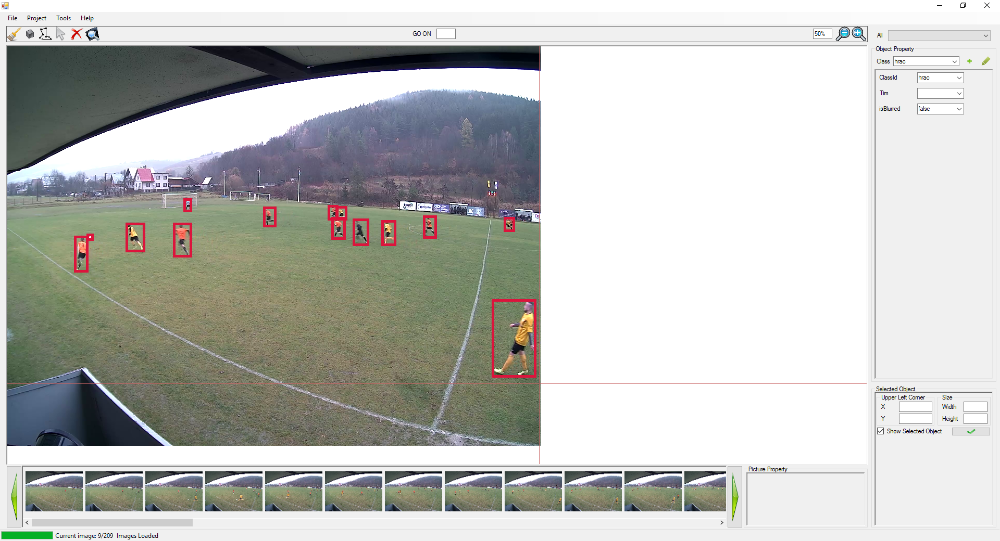 File Project Tools Help
GO ON
50%
All
Object Property
Class hrac
ClassId hrac
Tim
isBlurred false
Selected Object
Upper Left Corner
Size
X
Width
Y
Height
Show Selected Object
Picture Property
Current image: 9/209 Images Loaded